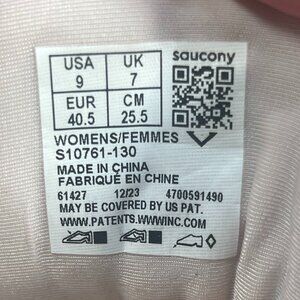 saucony
USA UK
9 7
EUR CM
40.5 25.5
WOMENS/FEMMES
S10761-130
MADE IN CHINA
FABRIQUÉ EN CHINE
61427 12/23 4700591490
MAY BE COVERED BY US PAT.
WWW.PATENTS.WWWINC.COM